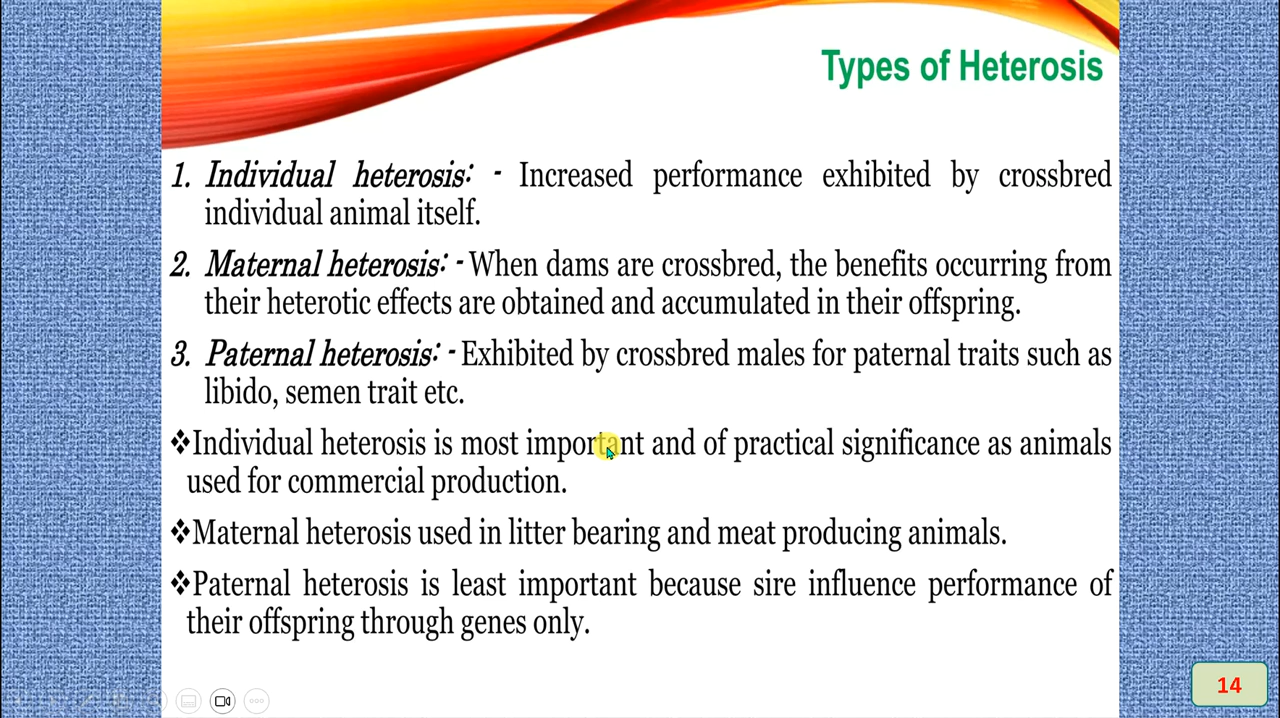 Types of Heterosis
1. Individual heterosis: - Increased performance exhibited by crossbred
individual animal itself.
2. Maternal heterosis: - When dams are crossbred, the benefits occurring from
their heterotic effects are obtained and accumulated in their offspring.
3. Paternal heterosis: - Exhibited by crossbred males for paternal traits such as
libido, semen trait etc.
❖Individual heterosis is most important and of practical significance as animals
used for commercial production.
❖Maternal heterosis used in litter bearing and meat producing animals.
❖Paternal heterosis is least important because sire influence performance of
their offspring through genes only.
14